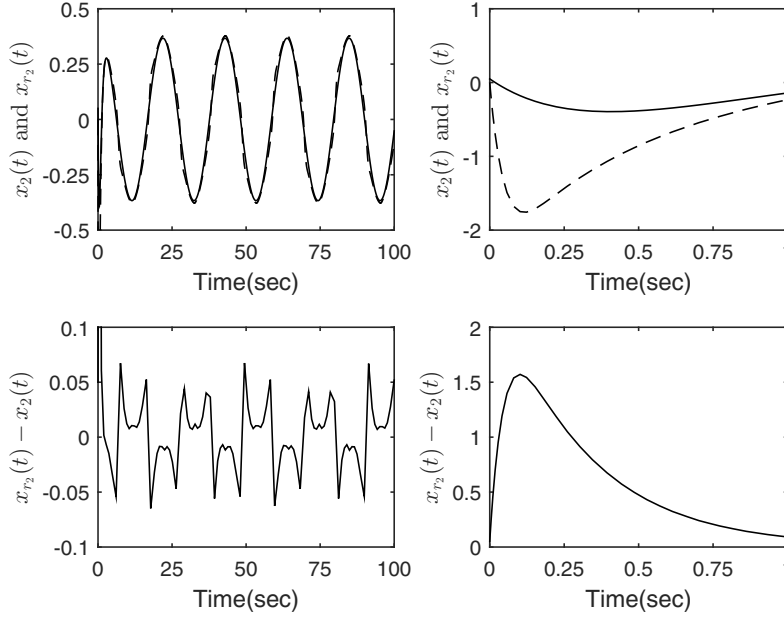 0.5
0.25
0
-0.25
-0.5
x_2(t) and x_{r_2}(t)
0 25 50 75 100
Time(sec)
1
0
-1
-2
x_2(t) and x_{r_2}(t)
0 0.25 0.5 0.75
Time(sec)
0.1
0.05
0
-0.05
-0.1
x_{r_2}(t) − x_2(t)
0 25 50 75 100
Time(sec)
2
1.5
1
0.5
0
x_{r_2}(t) − x_2(t)
0 0.25 0.5 0.75
Time(sec)